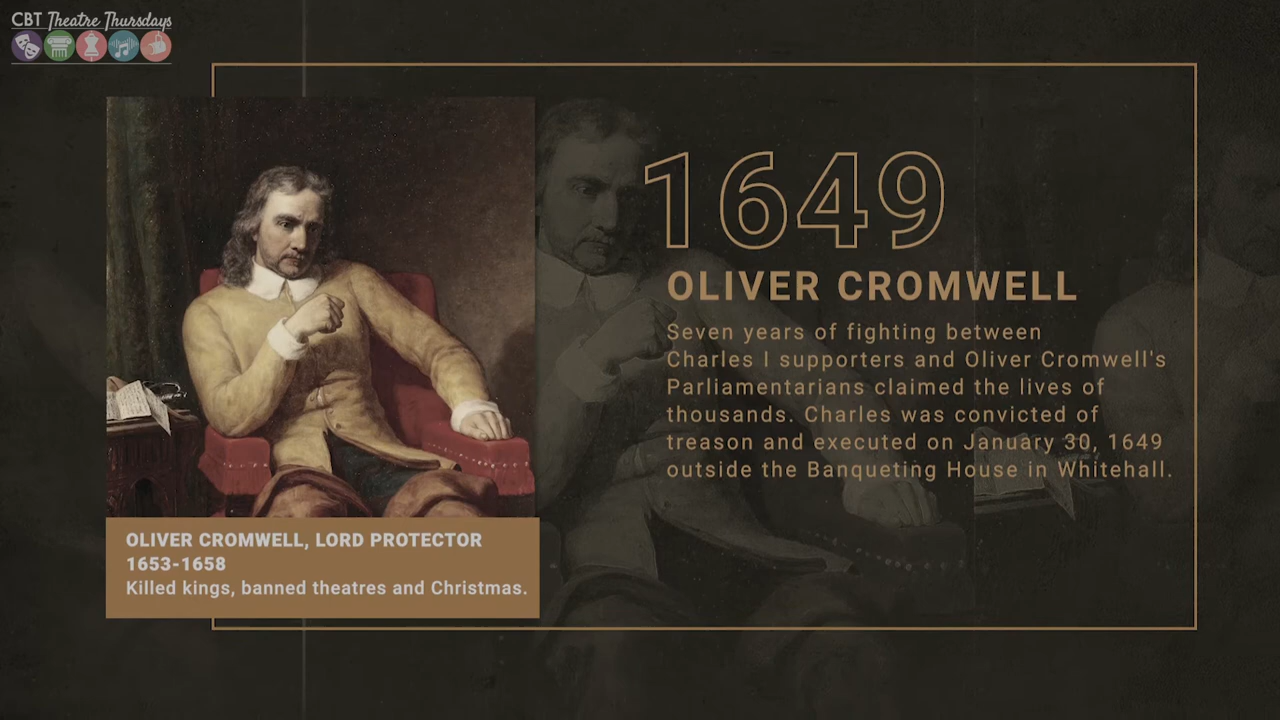 CBT Theatre Thursdays
1649
OLIVER CROMWELL
Seven years of fighting between
Charles I supporters and Oliver Cromwell's
Parliamentarians claimed the lives of
thousands. Charles was convicted of
treason and executed on January 30, 1649
outside the Banqueting House in Whitehall.
OLIVER CROMWELL, LORD PROTECTOR
1653-1658
Killed kings, banned theatres and Christmas.